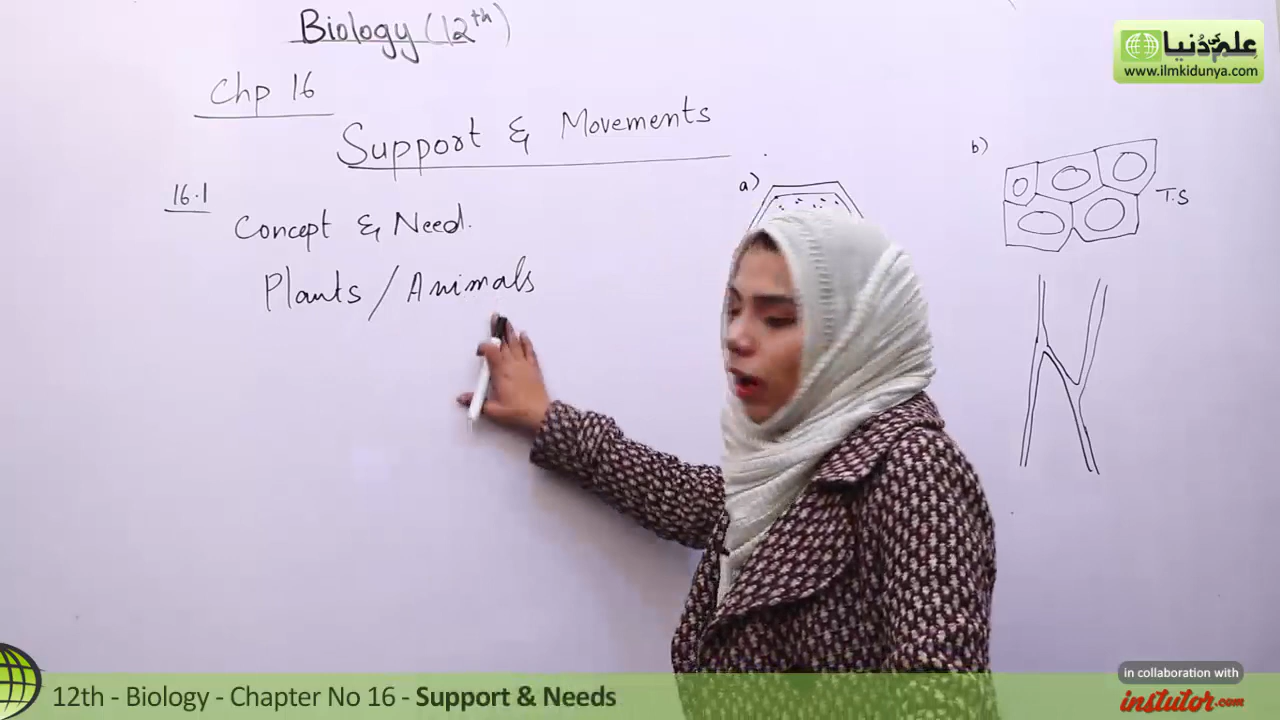 Biology (12th)
Chp 16
Support & Movements
16.1
Concept & Need.
Plants / Animals
a)
b)
T.S
علم کی دُنیا
www.ilmkidunya.com
12th - Biology - Chapter No 16 - Support & Needs
in collaboration with
instutor.com